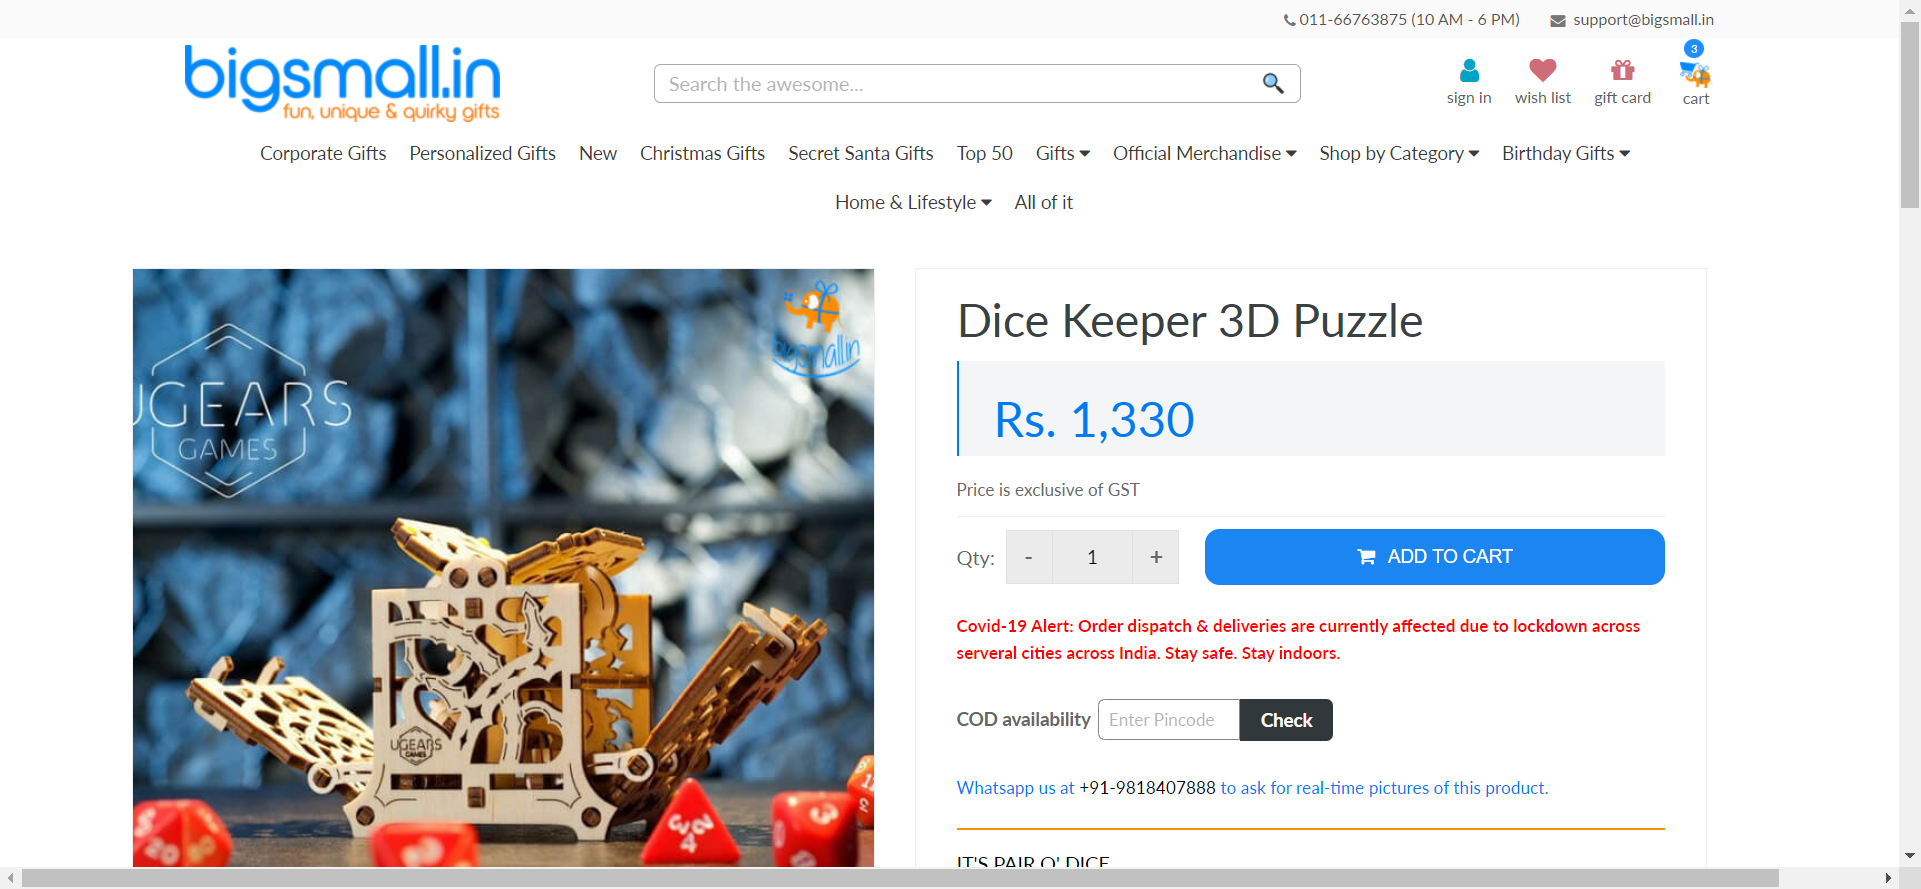 011-66763875 (10 AM - 6 PM) support@bigsmall.in
bigsmall.in
fun, unique & quirky gifts
Search the awesome...
3
sign in wish list gift card cart
Corporate Gifts Personalized Gifts New Christmas Gifts Secret Santa Gifts Top 50 Gifts Official Merchandise Shop by Category Birthday Gifts
Home & Lifestyle All of it
bigsmall.in
UGEARS
GAMES
UGEARS
GAMES
Dice Keeper 3D Puzzle
Rs. 1,330
Price is exclusive of GST
Qty: - 1 + ADD TO CART
Covid-19 Alert: Order dispatch & deliveries are currently affected due to lockdown across
serveral cities across India. Stay safe. Stay indoors.
COD availability Enter Pincode Check
Whatsapp us at +91-9818407888 to ask for real-time pictures of this product.
IT'S PAIR O' DICE